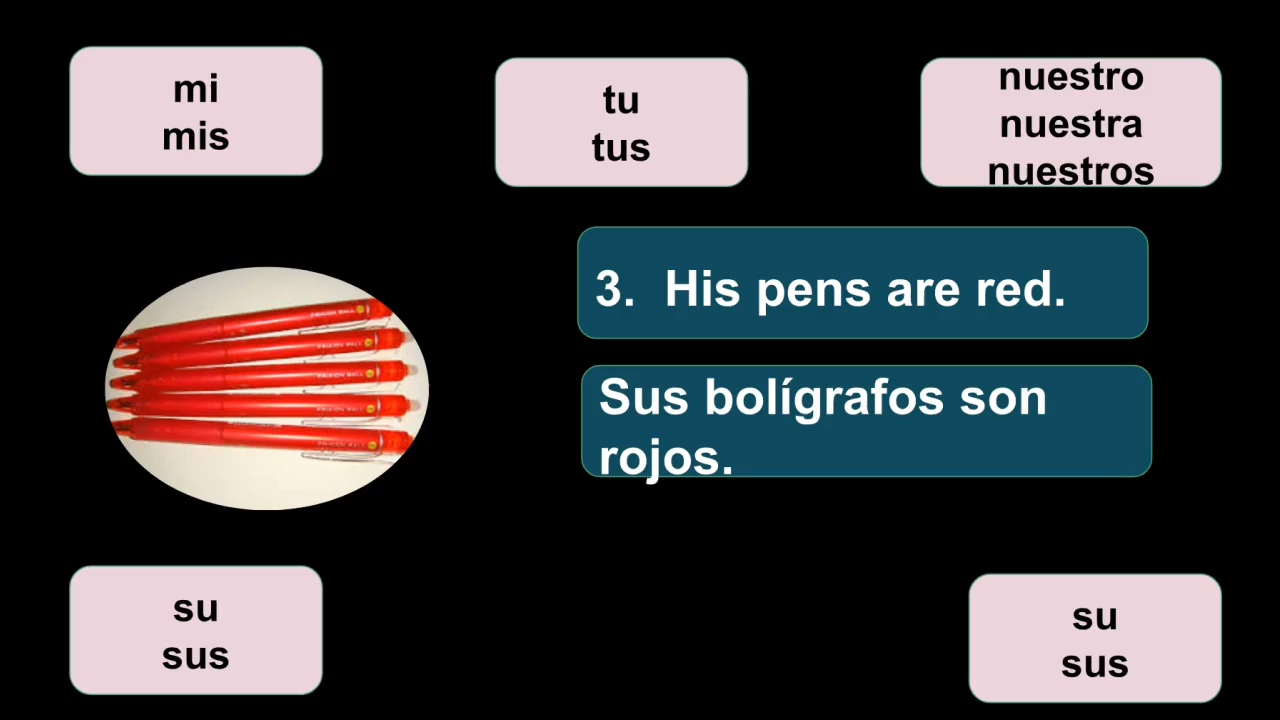 mi
mis
tu
tus
nuestro
nuestra
nuestros
3. His pens are red.
Sus bolígrafos son
rojos.
su
sus
su
sus